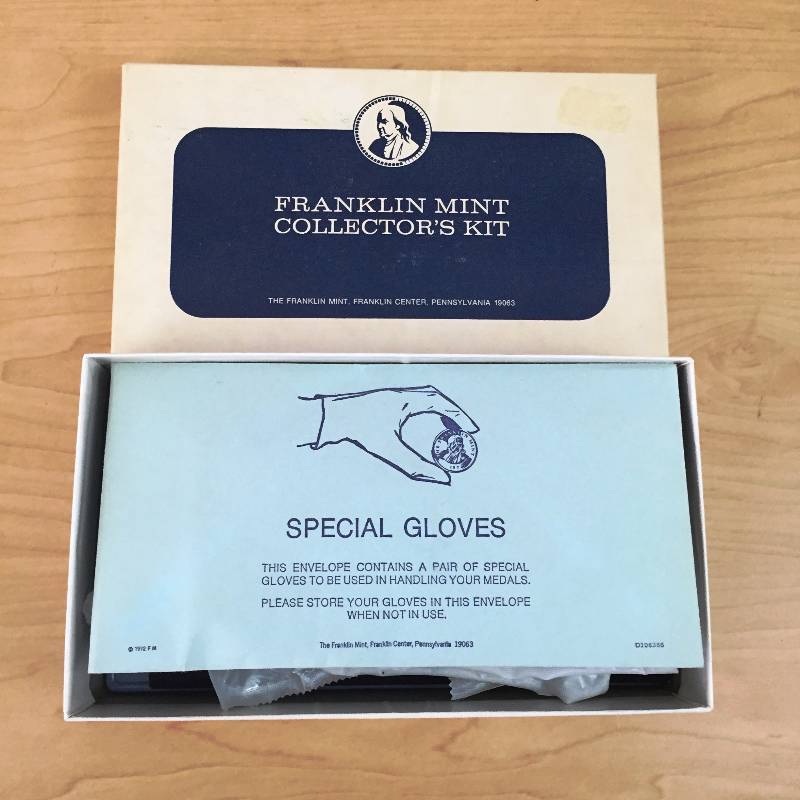 FRANKLIN MINT
COLLECTOR'S KIT
THE FRANKLIN MINT, FRANKLIN CENTER, PENNSYLVANIA 19063
SPECIAL GLOVES
THIS ENVELOPE CONTAINS A PAIR OF SPECIAL
GLOVES TO BE USED IN HANDLING YOUR MEDALS.
PLEASE STORE YOUR GLOVES IN THIS ENVELOPE
WHEN NOT IN USE.
© 1972 F M
The Franklin Mint, Franklin Center, Pennsylvania 19063